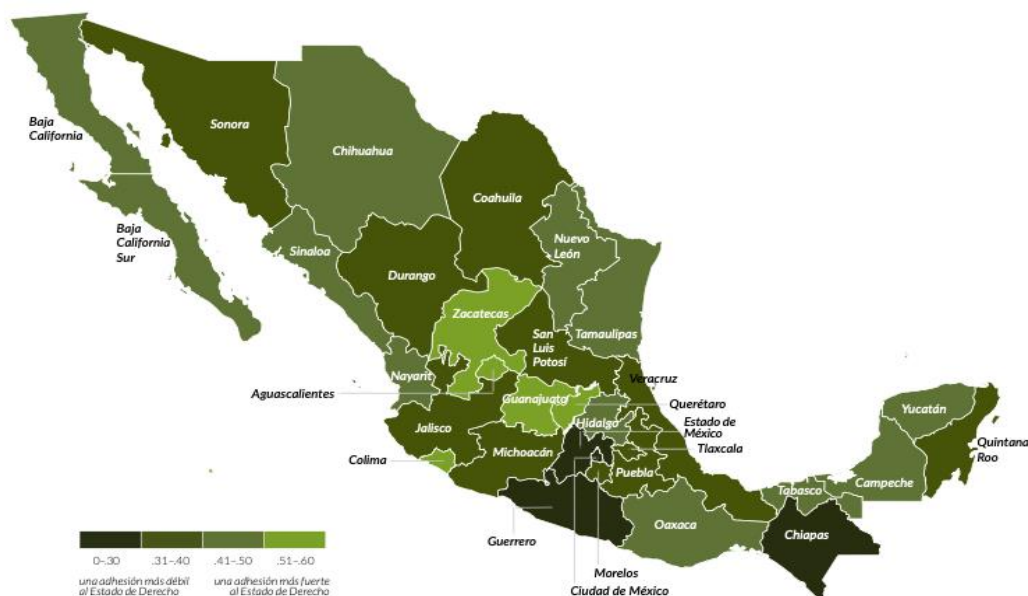 Baja
California
Sonora
Chihuahua
Coahuila
Baja
California
Sur
Sinaloa
Nuevo
León
Durango
Zacatecas
Tamaulipas
San
Luis
Potosí
Nayarit
Veracruz
Aguascalientes
Guanajuato
Querétaro
Yucatán
Hidalgo
Estado de
México
Jalisco
Quintana
Roo
Tlaxcala
Michoacán
Colima
Puebla
Tabasco
Campeche
Oaxaca
Chiapas
Guerrero
Morelos
Ciudad de México
0-.30
.31-.40
.41-.50
.51-.60
una adhesión más débil
al Estado de Derecho
una adhesión más fuerte
al Estado de Derecho